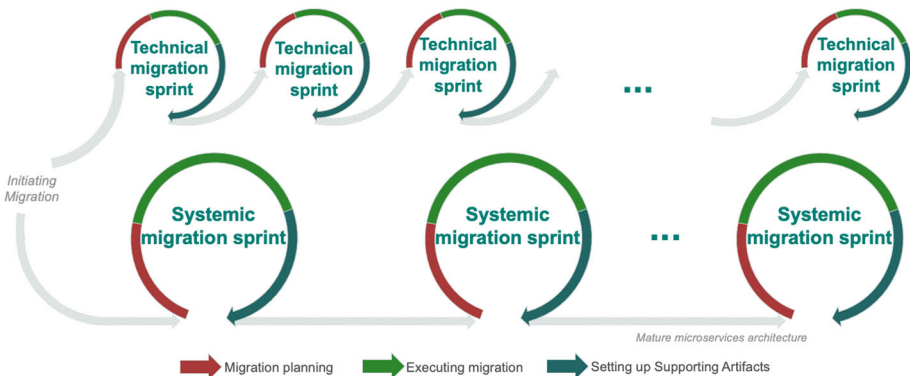 Technical
migration
sprint
Technical
migration
sprint
Technical
migration
sprint
...
Technical
migration
sprint
Initiating
Migration
Systemic
migration sprint
Systemic
migration sprint
...
Systemic
migration sprint
Mature microservices architecture
Migration planning
Executing migration
Setting up Supporting Artifacts